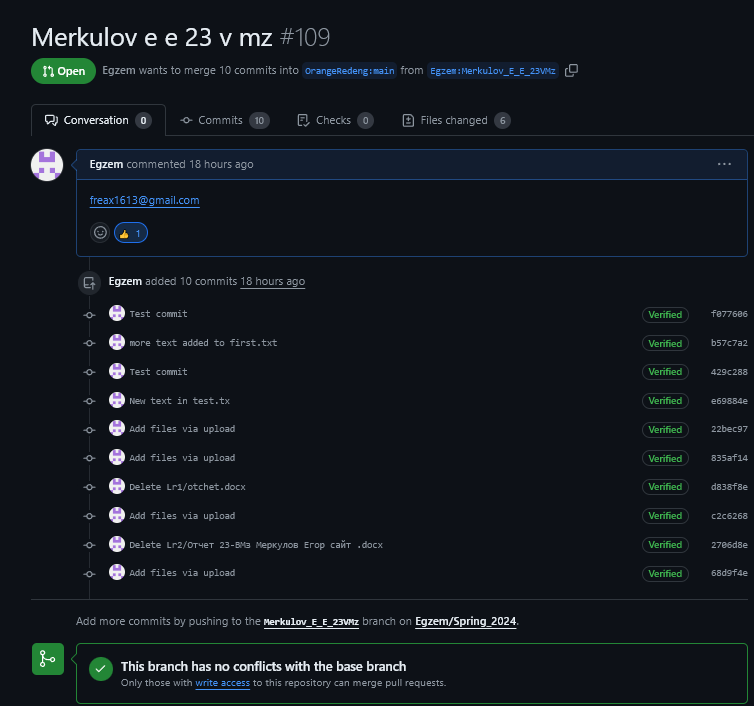 Merkulov e e 23 v mz #109
Open Egzem wants to merge 10 commits into OrangeRedeng:main from Egzem:Merkulov_E_E_23VMz
Conversation 0 Commits 10 Checks 0 Files changed 6
Egzem commented 18 hours ago ...
freax1613@gmail.com
1
Egzem added 10 commits 18 hours ago
Test commit Verified f077606
more text added to first.txt Verified b57c7a2
Test commit Verified 429c288
New text in test.tx Verified e69884e
Add files via upload Verified 22bec97
Add files via upload Verified 835af14
Delete Lr1/otchet.docx Verified d838f8e
Add files via upload Verified c2c6268
Delete Lr2/Отчет 23-ВМз Меркулов Егор сайт .docx Verified 2706d8e
Add files via upload Verified 68d9f4e
Add more commits by pushing to the Merkulov_E_E_23VMz branch on Egzem/Spring_2024.
This branch has no conflicts with the base branch
Only those with write access to this repository can merge pull requests.